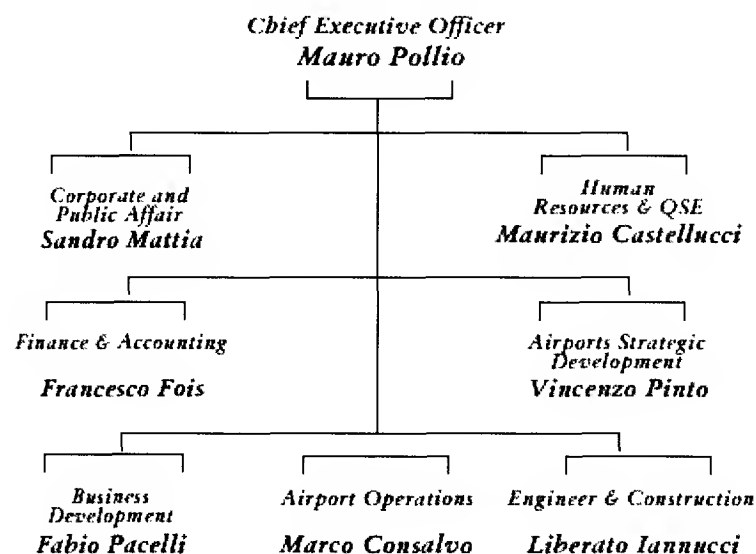 Chief Executive Officer
Mauro Pollio
Corporate and
Public Affair
Sandro Mattia
Human
Resources & QSE
Maurizio Castellucci
Finance & Accounting
Francesco Fois
Airports Strategic
Development
Vincenzo Pinto
Business
Development
Fabio Pacelli
Airport Operations
Marco Consalvo
Engineer & Construction
Liberato Iannucci